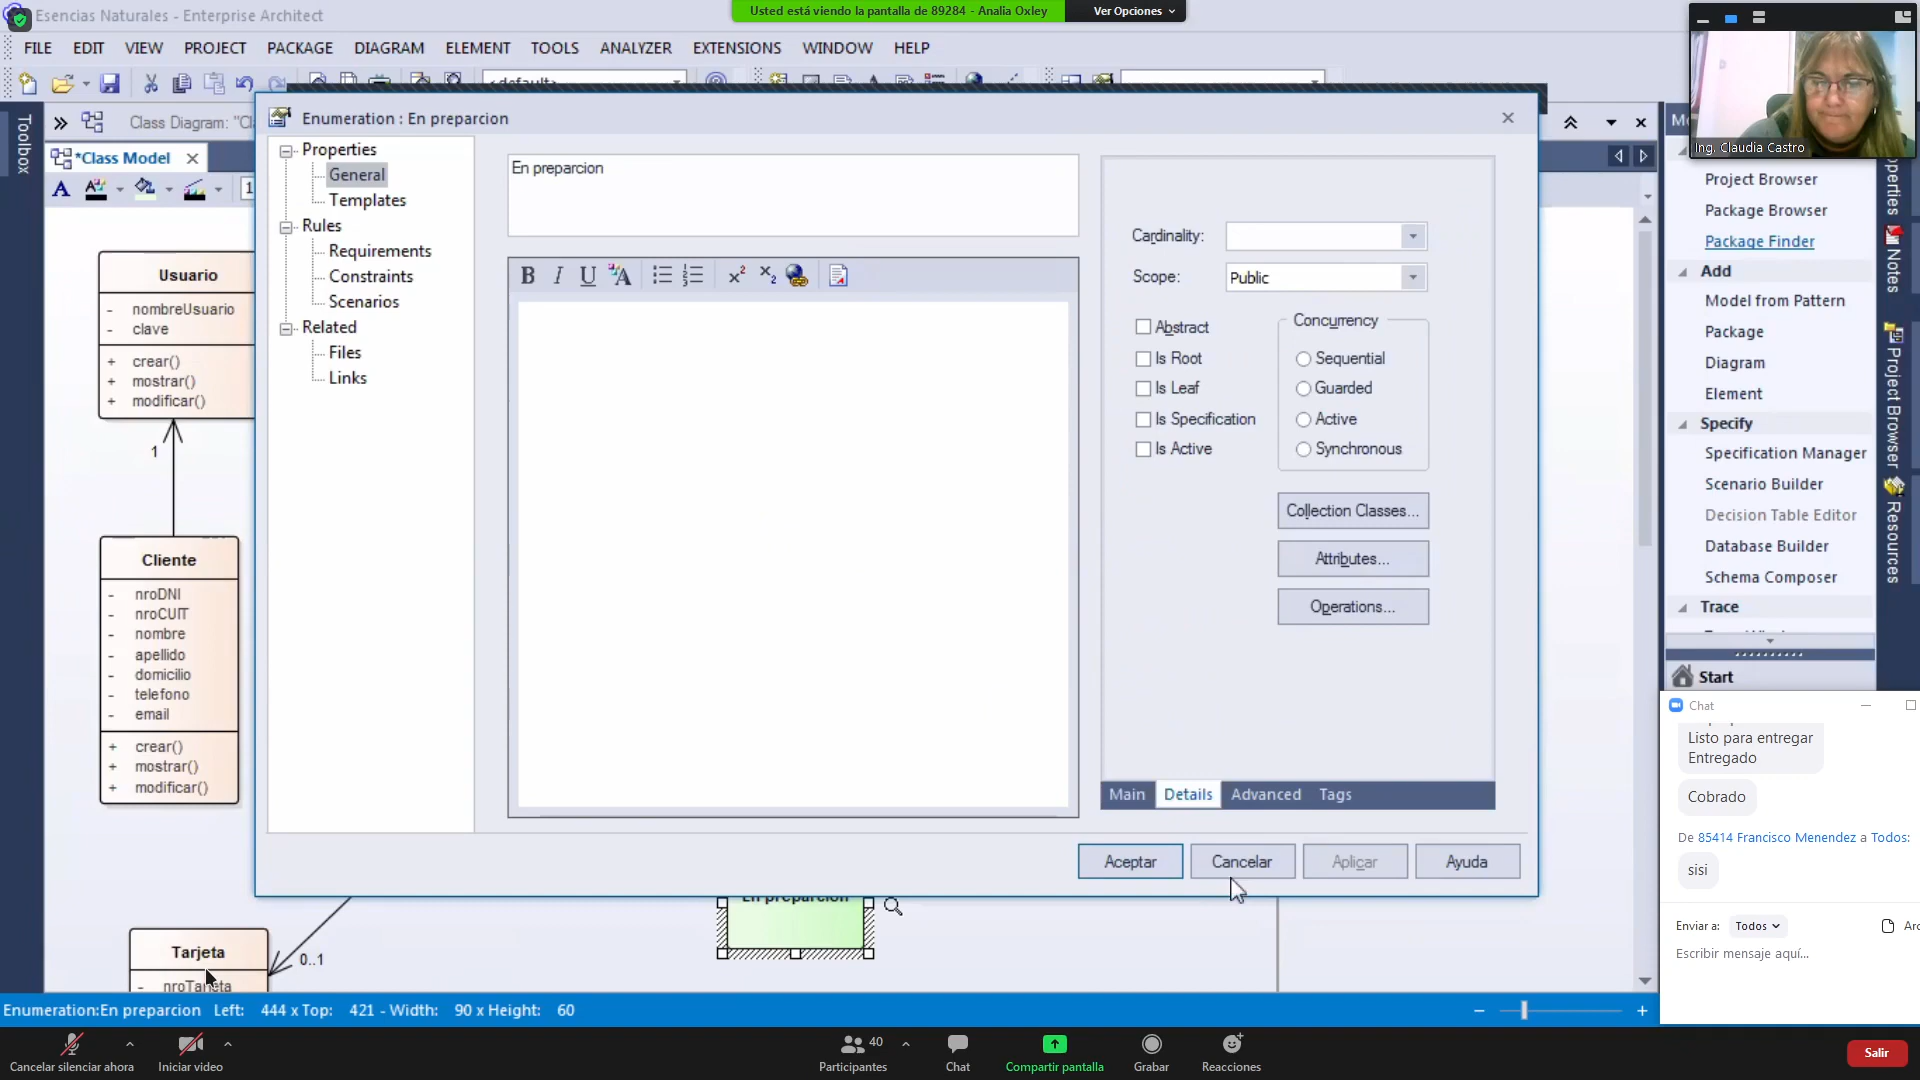 Esencias Naturales - Enterprise Architect
Usted está viendo la pantalla de 89284 - Analia Oxley
Ver Opciones
FILE EDIT VIEW PROJECT PACKAGE DIAGRAM ELEMENT TOOLS ANALYZER EXTENSIONS WINDOW HELP
<default>
Toolbox
Class Diagram: "Cl
*Class Model
Enumeration : En preparcion
Properties
General
Templates
Rules
Requirements
Constraints
Scenarios
Related
Files
Links
En preparcion
B I U A
Cardinality:
Scope: Public
Abstract
Is Root
Is Leaf
Is Specification
Is Active
Concurrency
Sequential
Guarded
Active
Synchronous
Collection Classes...
Attributes...
Operations...
Main Details Advanced Tags
Aceptar Cancelar Aplicar Ayuda
Usuario
- nombreUsuario
- clave
+ crear()
+ mostrar()
+ modificar()
1
Cliente
- nroDNI
- nroCUIT
- nombre
- apellido
- domicilio
- telefono
- email
+ crear()
+ mostrar()
+ modificar()
Tarjeta
- nroTarjeta
0..1
En preparcion
Ing. Claudia Castro
Project Browser
Package Browser
Package Finder
Add
Model from Pattern
Package
Diagram
Element
Specify
Specification Manager
Scenario Builder
Decision Table Editor
Database Builder
Schema Composer
Trace
Start
Notes
Project Browser
Resources
Chat
Listo para entregar
Entregado
Cobrado
De 85414 Francisco Menendez a Todos:
sisi
Enviar a: Todos
Escribir mensaje aquí...
Enumeration:En preparcion Left: 444 x Top: 421 - Width: 90 x Height: 60
Cancelar silenciar ahora
Iniciar video
Participantes
40
Chat
Compartir pantalla
Grabar
Reacciones
Salir